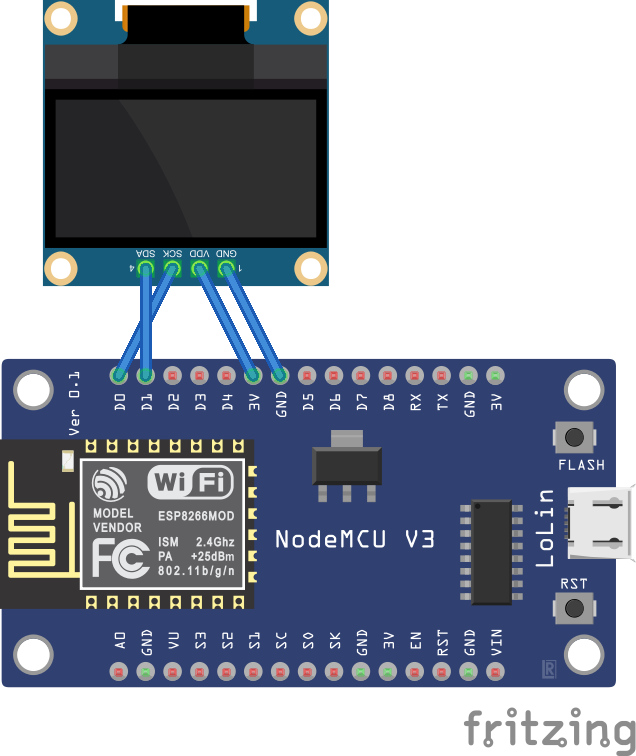 SDA SCK VDD GND
4 1
D0 D1 D2 D3 D4 3V GND D5 D6 D7 D8 RX TX GND 3V
Ver 0.1
FLASH
WiFi
MODEL
VENDOR
ESP8266MOD
FC
ISM 2.4Ghz
PA +25dBm
802.11b/g/n
NodeMCU V3
LoLin
RST
A0 GND VU S3 S2 S1 SC S0 SK GND 3V EN RST GND VIN
R
fritzing